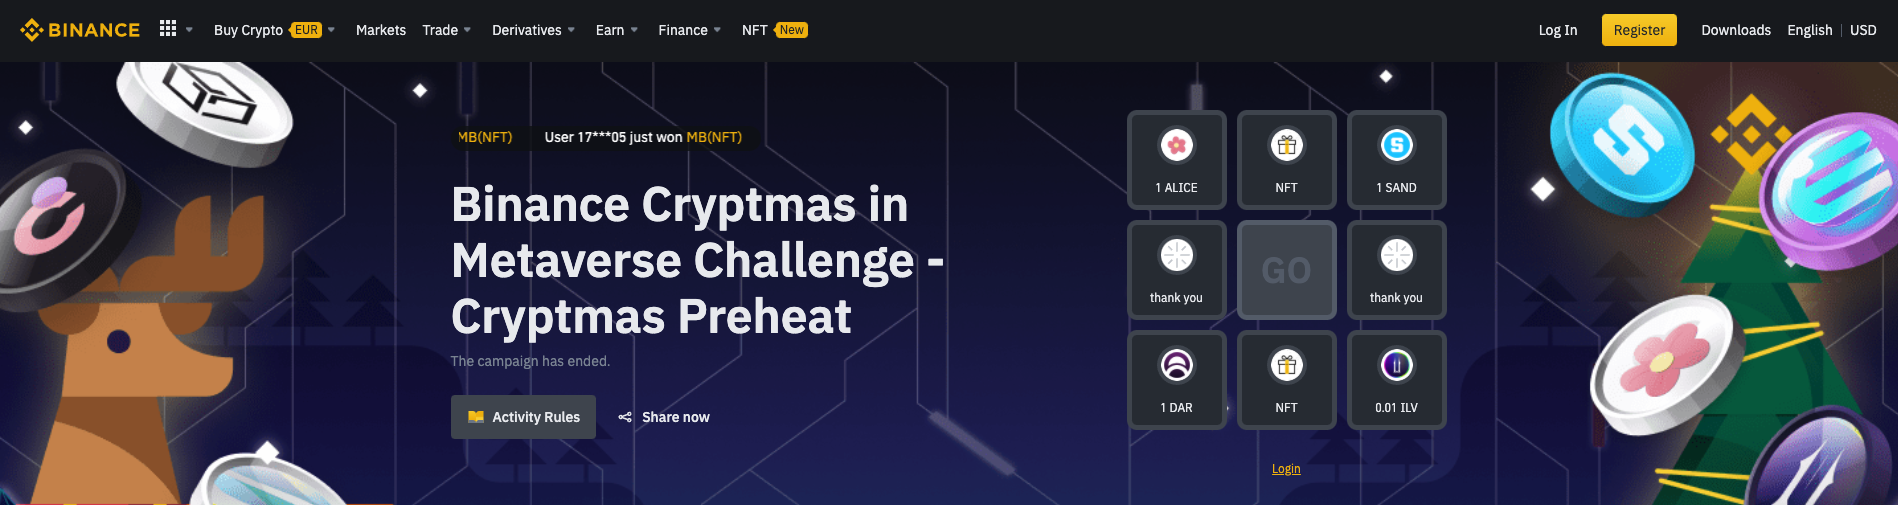 BINANCE
Buy Crypto EUR
Markets
Trade
Derivatives
Earn
Finance
NFT New
Log In
Register
Downloads
English
USD
MB(NFT)
User 17***05 just won MB(NFT)
Binance Cryptmas in
Metaverse Challenge -
Cryptmas Preheat
The campaign has ended.
Activity Rules
Share now
1 ALICE
NFT
1 SAND
thank you
GO
thank you
1 DAR
NFT
0.01 ILV
Login